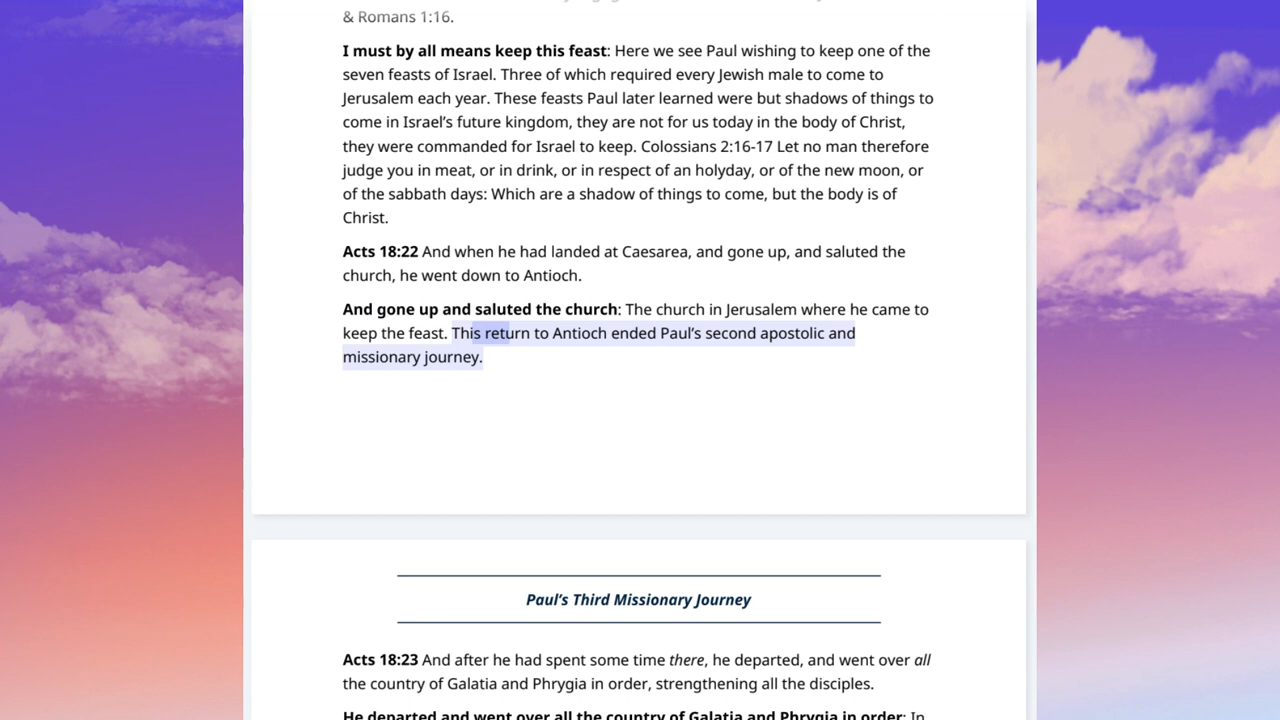 & Romans 1:16.
I must by all means keep this feast: Here we see Paul wishing to keep one of the
seven feasts of Israel. Three of which required every Jewish male to come to
Jerusalem each year. These feasts Paul later learned were but shadows of things to
come in Israel’s future kingdom, they are not for us today in the body of Christ,
they were commanded for Israel to keep. Colossians 2:16-17 Let no man therefore
judge you in meat, or in drink, or in respect of an holyday, or of the new moon, or
of the sabbath days: Which are a shadow of things to come, but the body is of
Christ.
Acts 18:22 And when he had landed at Caesarea, and gone up, and saluted the
church, he went down to Antioch.
And gone up and saluted the church: The church in Jerusalem where he came to
keep the feast. This return to Antioch ended Paul’s second apostolic and
missionary journey.
Paul’s Third Missionary Journey
Acts 18:23 And after he had spent some time there, he departed, and went over all
the country of Galatia and Phrygia in order, strengthening all the disciples.
He departed and went over all the country of Galatia and Phrygia in order: In